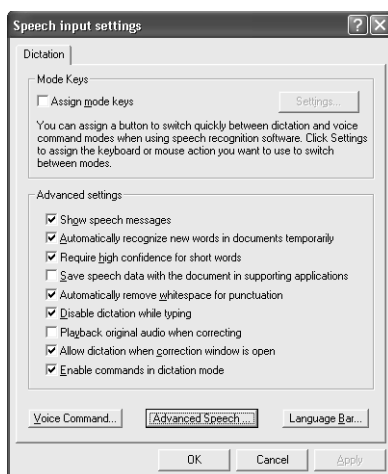 Speech input settings
Dictation
Mode Keys
Assign mode keys
Settings...
You can assign a button to switch quickly between dictation and voice
command modes when using speech recognition software. Click Settings
to assign the keyboard or mouse action you want to use to switch
between modes.
Advanced settings
Show speech messages
Automatically recognize new words in documents temporarily
Require high confidence for short words
Save speech data with the document in supporting applications
Automatically remove whitespace for punctuation
Disable dictation while typing
Playback original audio when correcting
Allow dictation when correction window is open
Enable commands in dictation mode
Voice Command... Advanced Speech ... Language Bar...
OK Cancel Apply